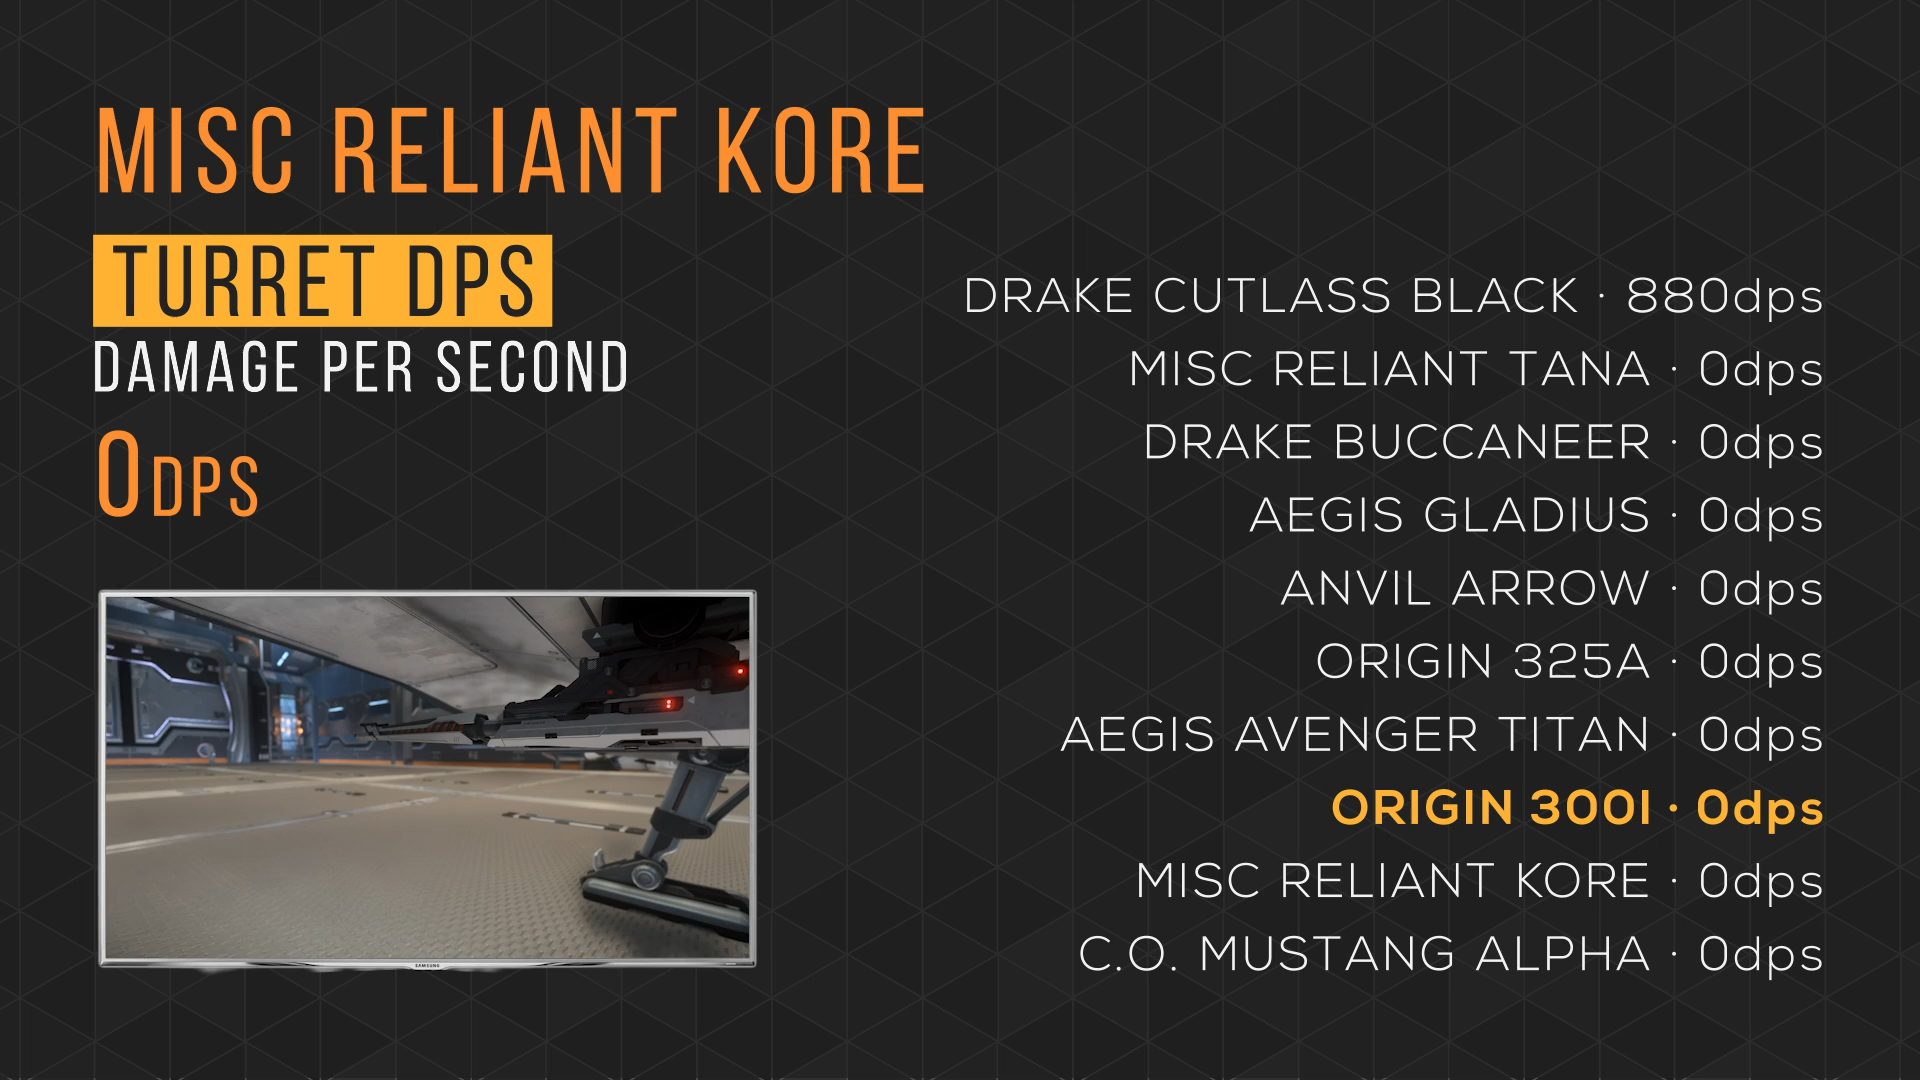 MISC RELIANT KORE
TURRET DPS
DAMAGE PER SECOND
0DPS
DRAKE CUTLASS BLACK · 880dps
MISC RELIANT TANA · 0dps
DRAKE BUCCANEER · 0dps
AEGIS GLADIUS · 0dps
ANVIL ARROW · 0dps
ORIGIN 325A · 0dps
AEGIS AVENGER TITAN · 0dps
ORIGIN 300I · 0dps
MISC RELIANT KORE · 0dps
C.O. MUSTANG ALPHA · 0dps
SAMSUNG